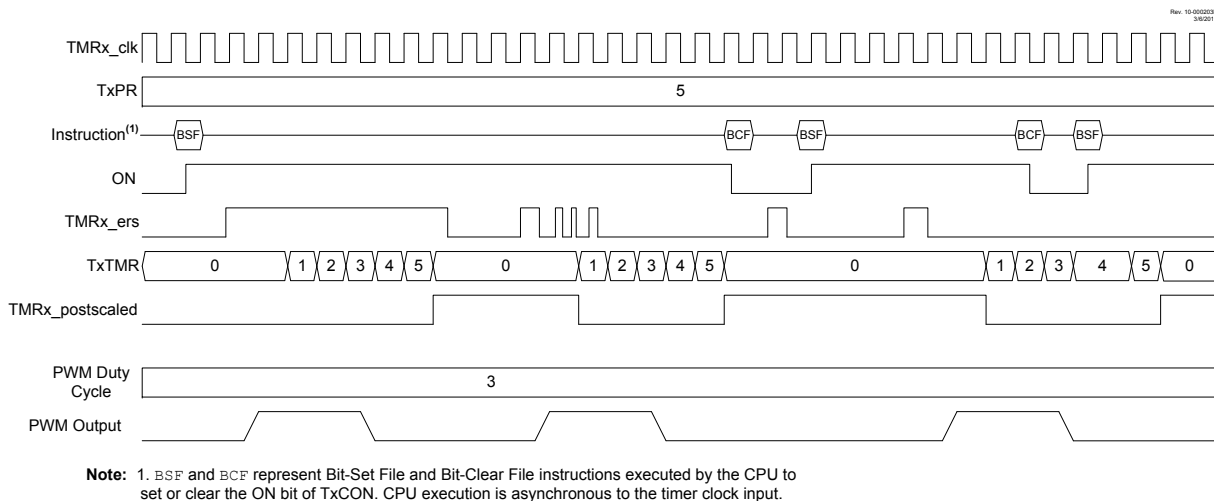 Rev. 10-000203
3/6/201
TMRx_clk
TxPR
5
Instruction(1)
BSF
BCF
BSF
BCF
BSF
ON
TMRx_ers
TxTMR
0
1
2
3
4
5
0
1
2
3
4
5
0
1
2
3
4
5
0
TMRx_postscaled
PWM Duty
Cycle
3
PWM Output
Note: 1. BSF and BCF represent Bit-Set File and Bit-Clear File instructions executed by the CPU to
set or clear the ON bit of TxCON. CPU execution is asynchronous to the timer clock input.